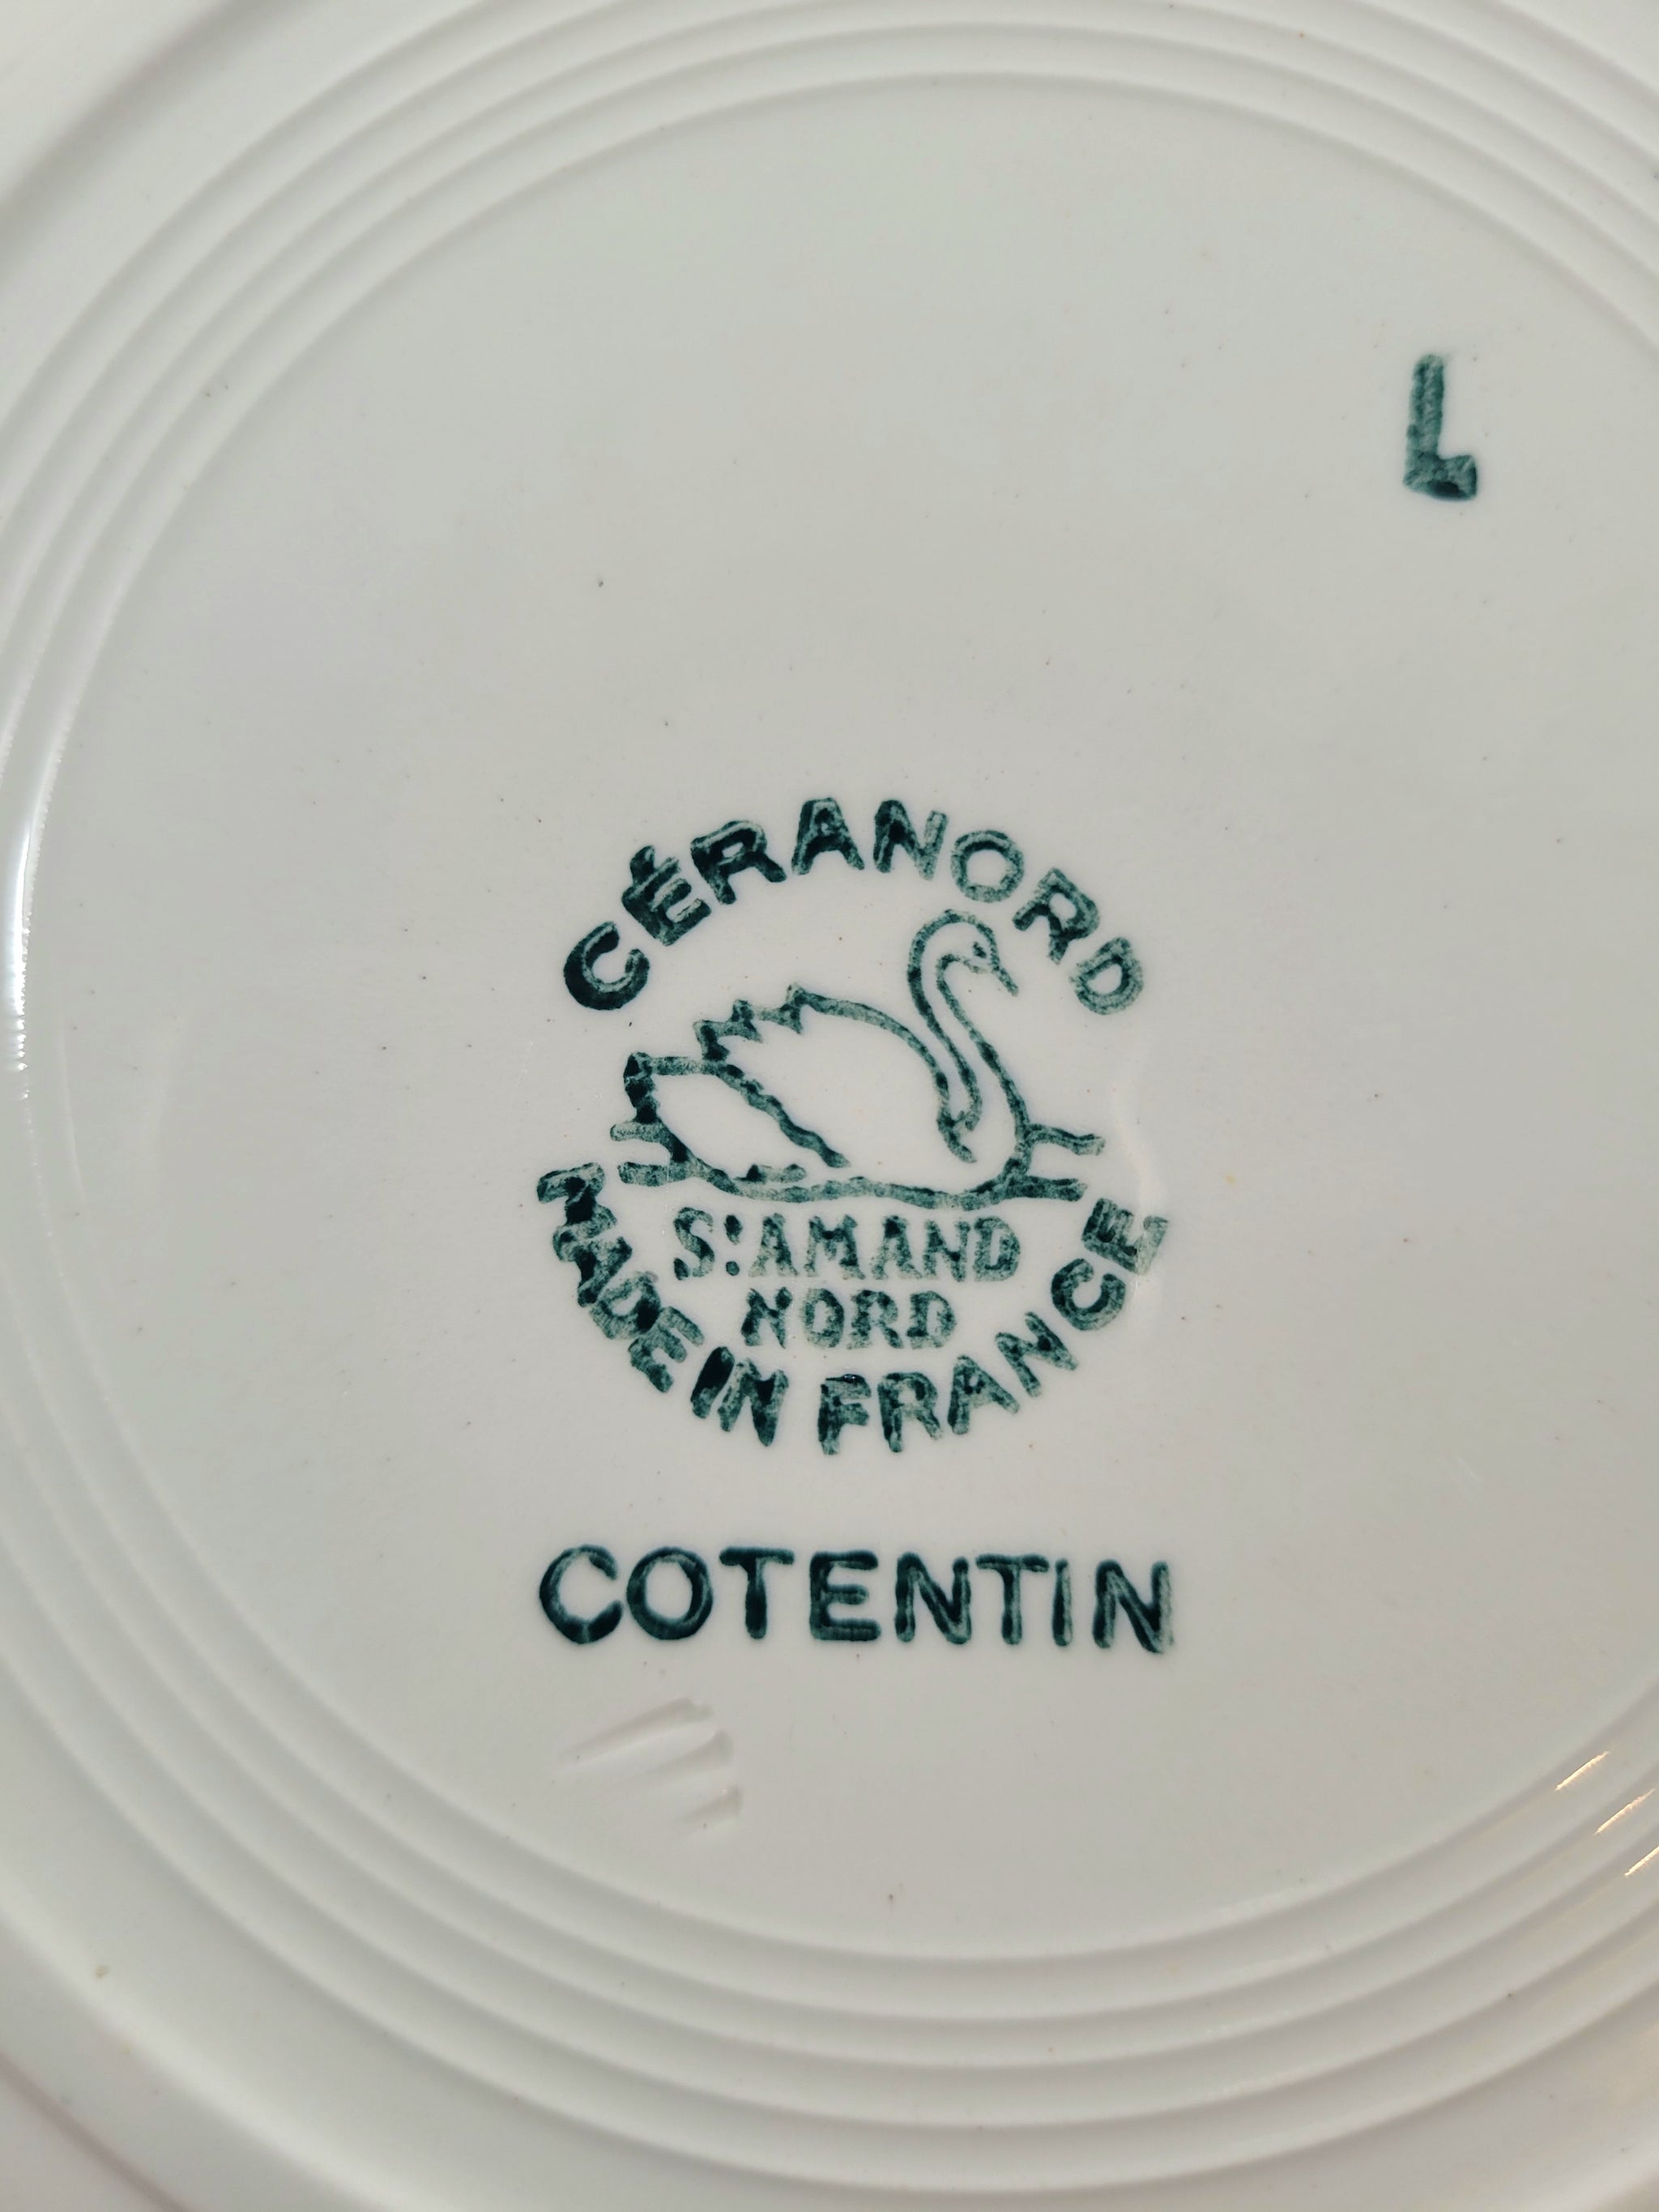 L
CÉRANORD
St AMAND
NORD
MADE IN FRANCE
COTENTIN